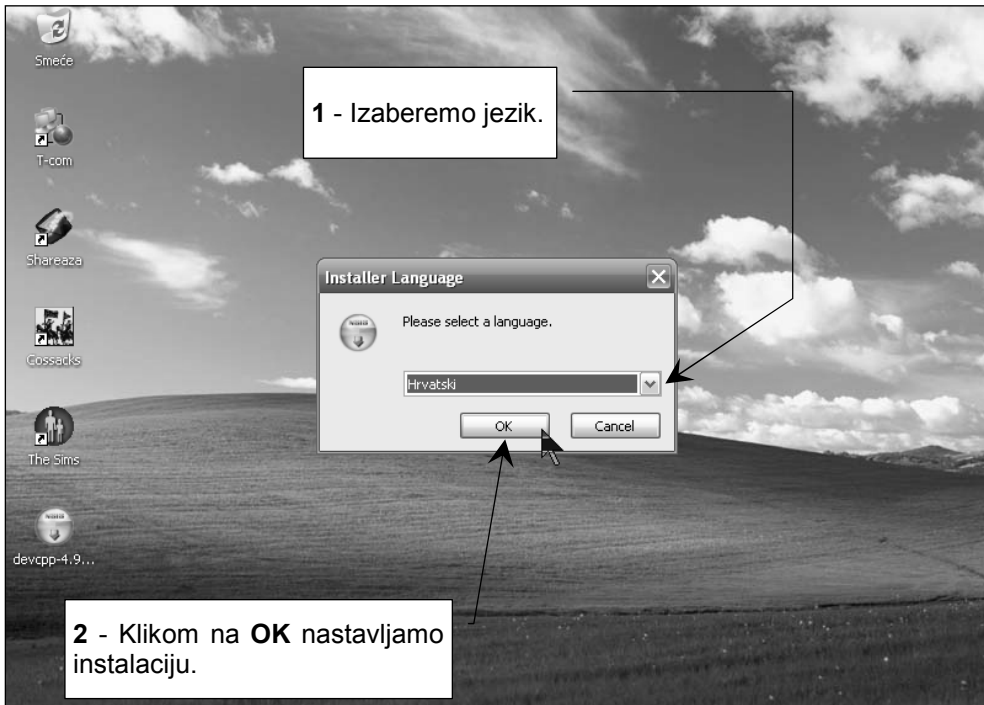 Smeće
T-com
Shareaza
Cossacks
The Sims
devcpp-4.9...
1 - Izaberemo jezik.
Installer Language
Please select a language.
Hrvatski
OK
Cancel
2 - Klikom na OK nastavljamo
instalaciju.